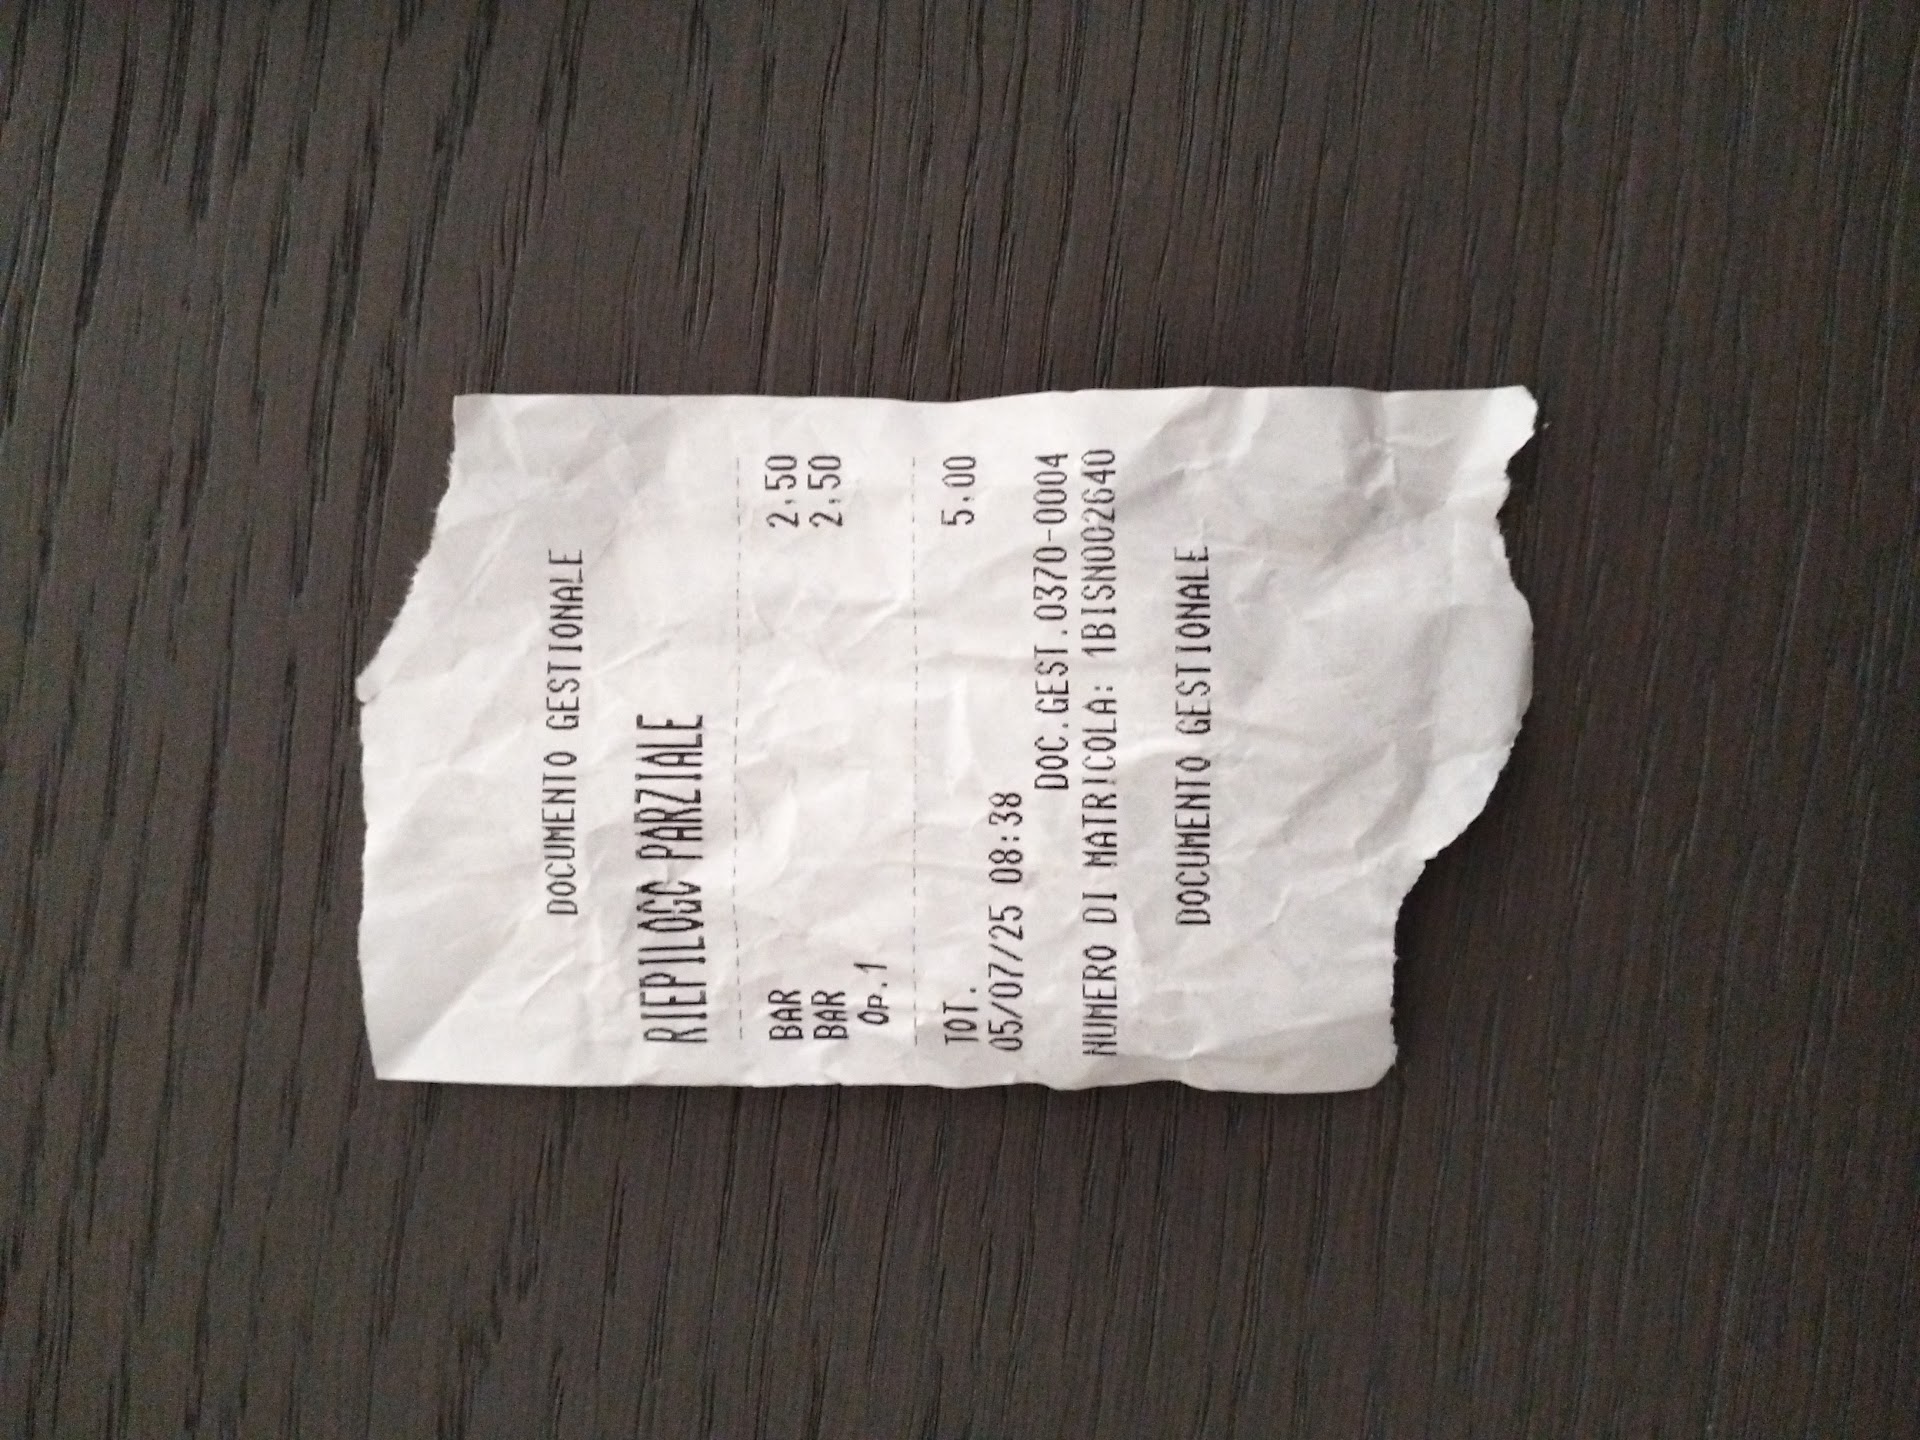 DOCUMENTO GESTIONALE
RIEPILOGO PARZIALE
BAR 2,50
BAR 2,50
Op.1
TOT. 5,00
05/07/25 08:38
DOC.GEST.0370-0004
NUMERO DI MATRICOLA: 1BISN002640
DOCUMENTO GESTIONALE